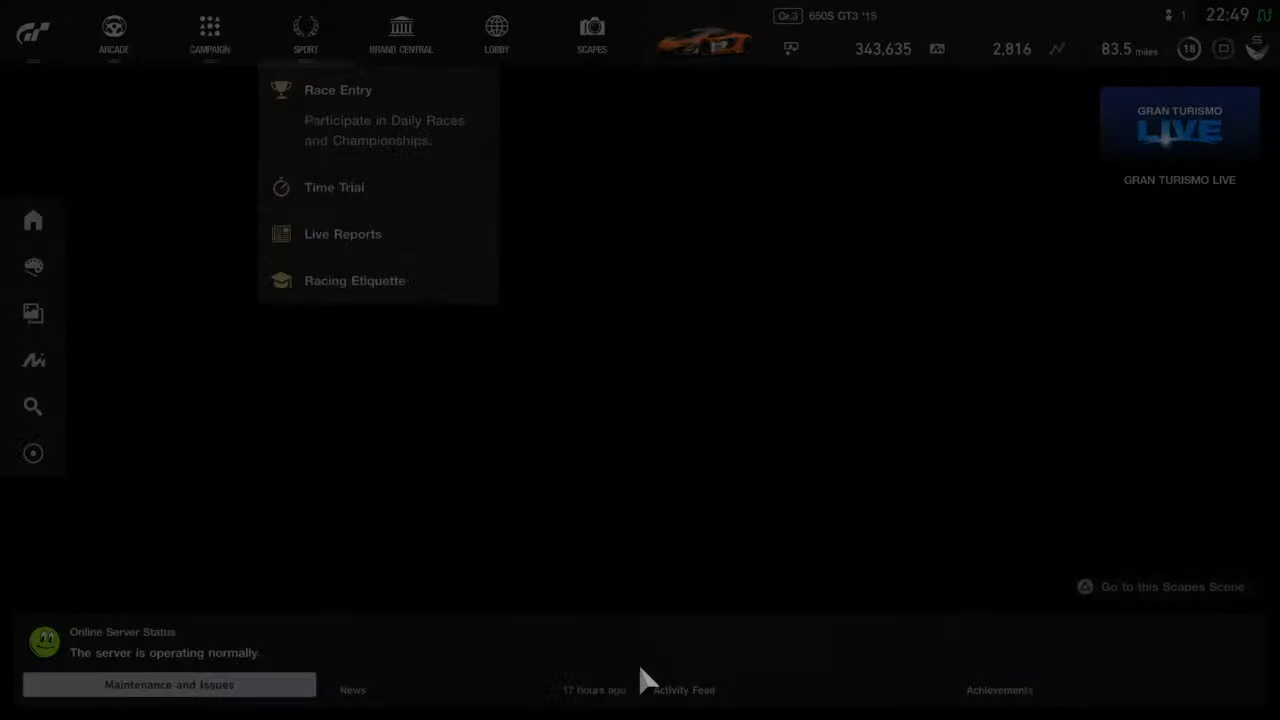 Gr.3 650S GT3 '15
1 22:49
ARCADE CAMPAIGN SPORT BRAND CENTRAL LOBBY SCAPES
343,635 2,816 83.5 miles 18
Race Entry
Participate in Daily Races
and Championships.
Time Trial
Live Reports
Racing Etiquette
GRAN TURISMO
LIVE
GRAN TURISMO LIVE
Go to this Scapes Scene
Online Server Status
The server is operating normally
Maintenance and Issues
News 17 hours ago Activity Feed Achievements